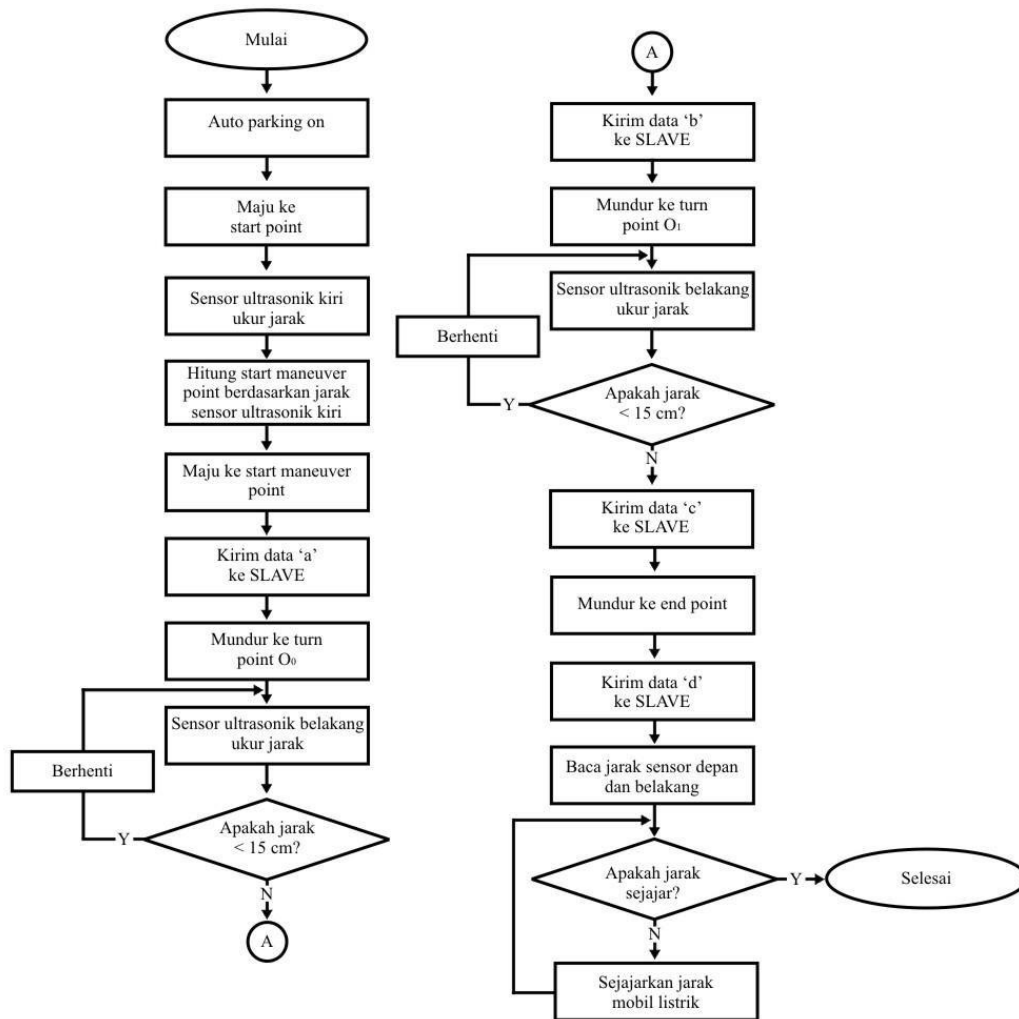 Mulai
Auto parking on
Maju ke
start point
Sensor ultrasonik kiri
ukur jarak
Hitung start maneuver
point berdasarkan jarak
sensor ultrasonik kiri
Maju ke start maneuver
point
Kirim data ‘a’
ke SLAVE
Mundur ke turn
point O₀
Sensor ultrasonik belakang
ukur jarak
Berhenti
Apakah jarak
< 15 cm?
Y
N
A
A
Kirim data ‘b’
ke SLAVE
Mundur ke turn
point O₁
Sensor ultrasonik belakang
ukur jarak
Berhenti
Apakah jarak
< 15 cm?
Y
N
Kirim data ‘c’
ke SLAVE
Mundur ke end point
Kirim data ‘d’
ke SLAVE
Baca jarak sensor depan
dan belakang
Apakah jarak
sejajar?
Y
Selesai
N
Sejajarkan jarak
mobil listrik